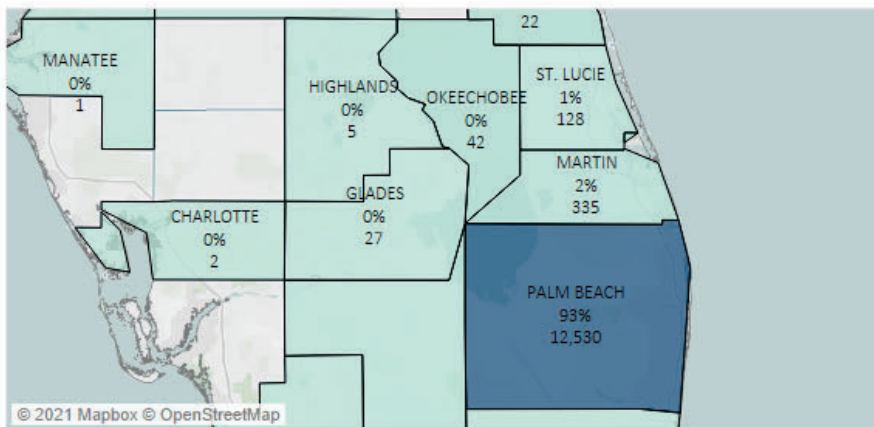 22
MANATEE
0%
1
HIGHLANDS
0%
5
OKEECHOBEE
0%
42
ST. LUCIE
1%
128
MARTIN
2%
335
GLADES
0%
27
CHARLOTTE
0%
2
PALM BEACH
93%
12,530
© 2021 Mapbox © OpenStreetMap